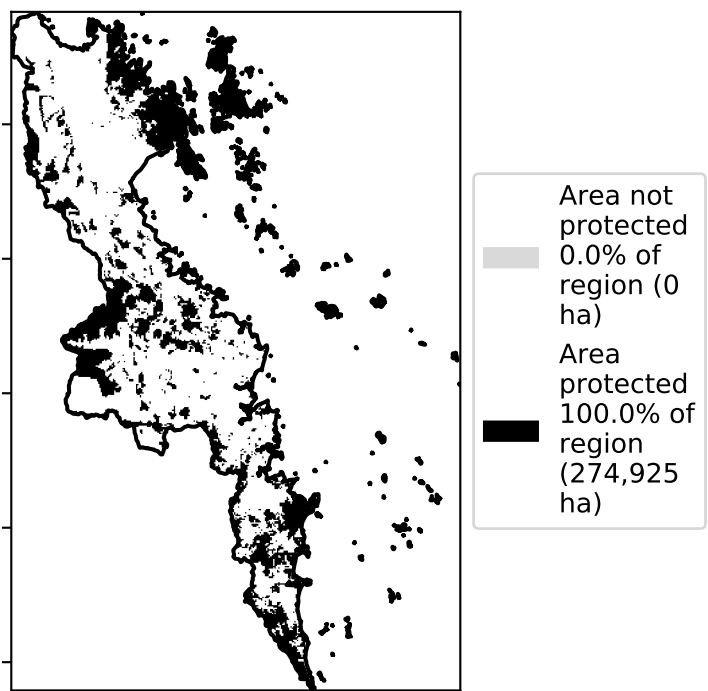 Area not
protected
0.0% of
region (0
ha)
Area
protected
100.0% of
region
(274,925
ha)